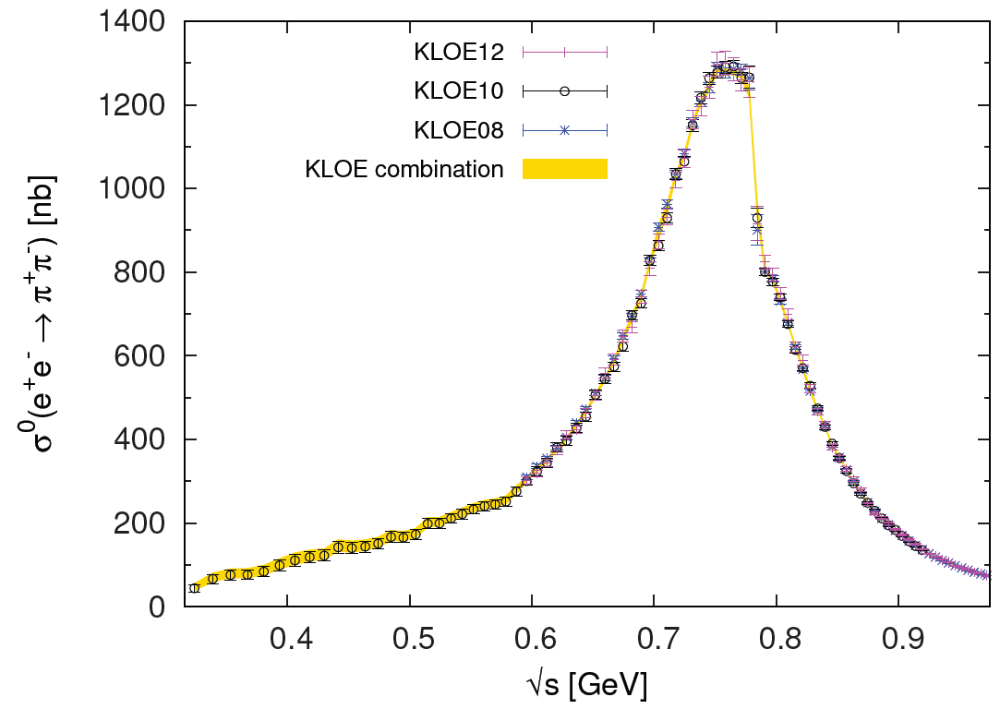 1400
1200
1000
800
600
400
200
0
σ⁰(e⁺e⁻ → π⁺π⁻) [nb]
KLOE12
KLOE10
KLOE08
KLOE combination
0.4 0.5 0.6 0.7 0.8 0.9
√s [GeV]